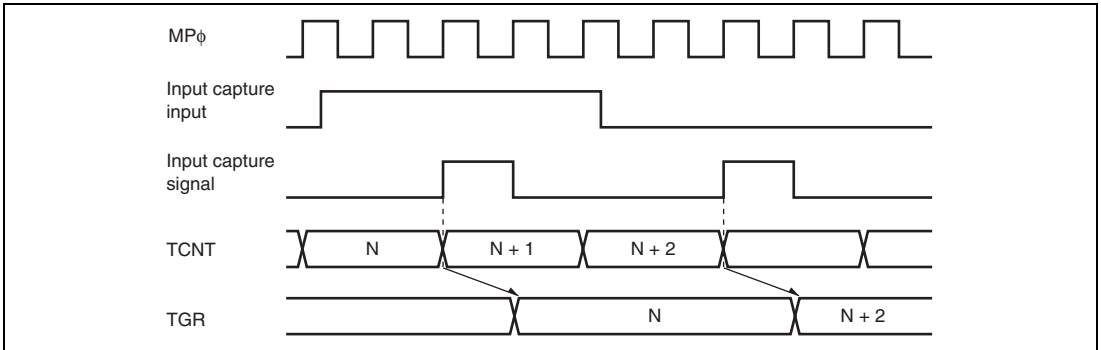 MPϕ
Input capture
input
Input capture
signal
TCNT
N
N + 1
N + 2
TGR
N
N + 2